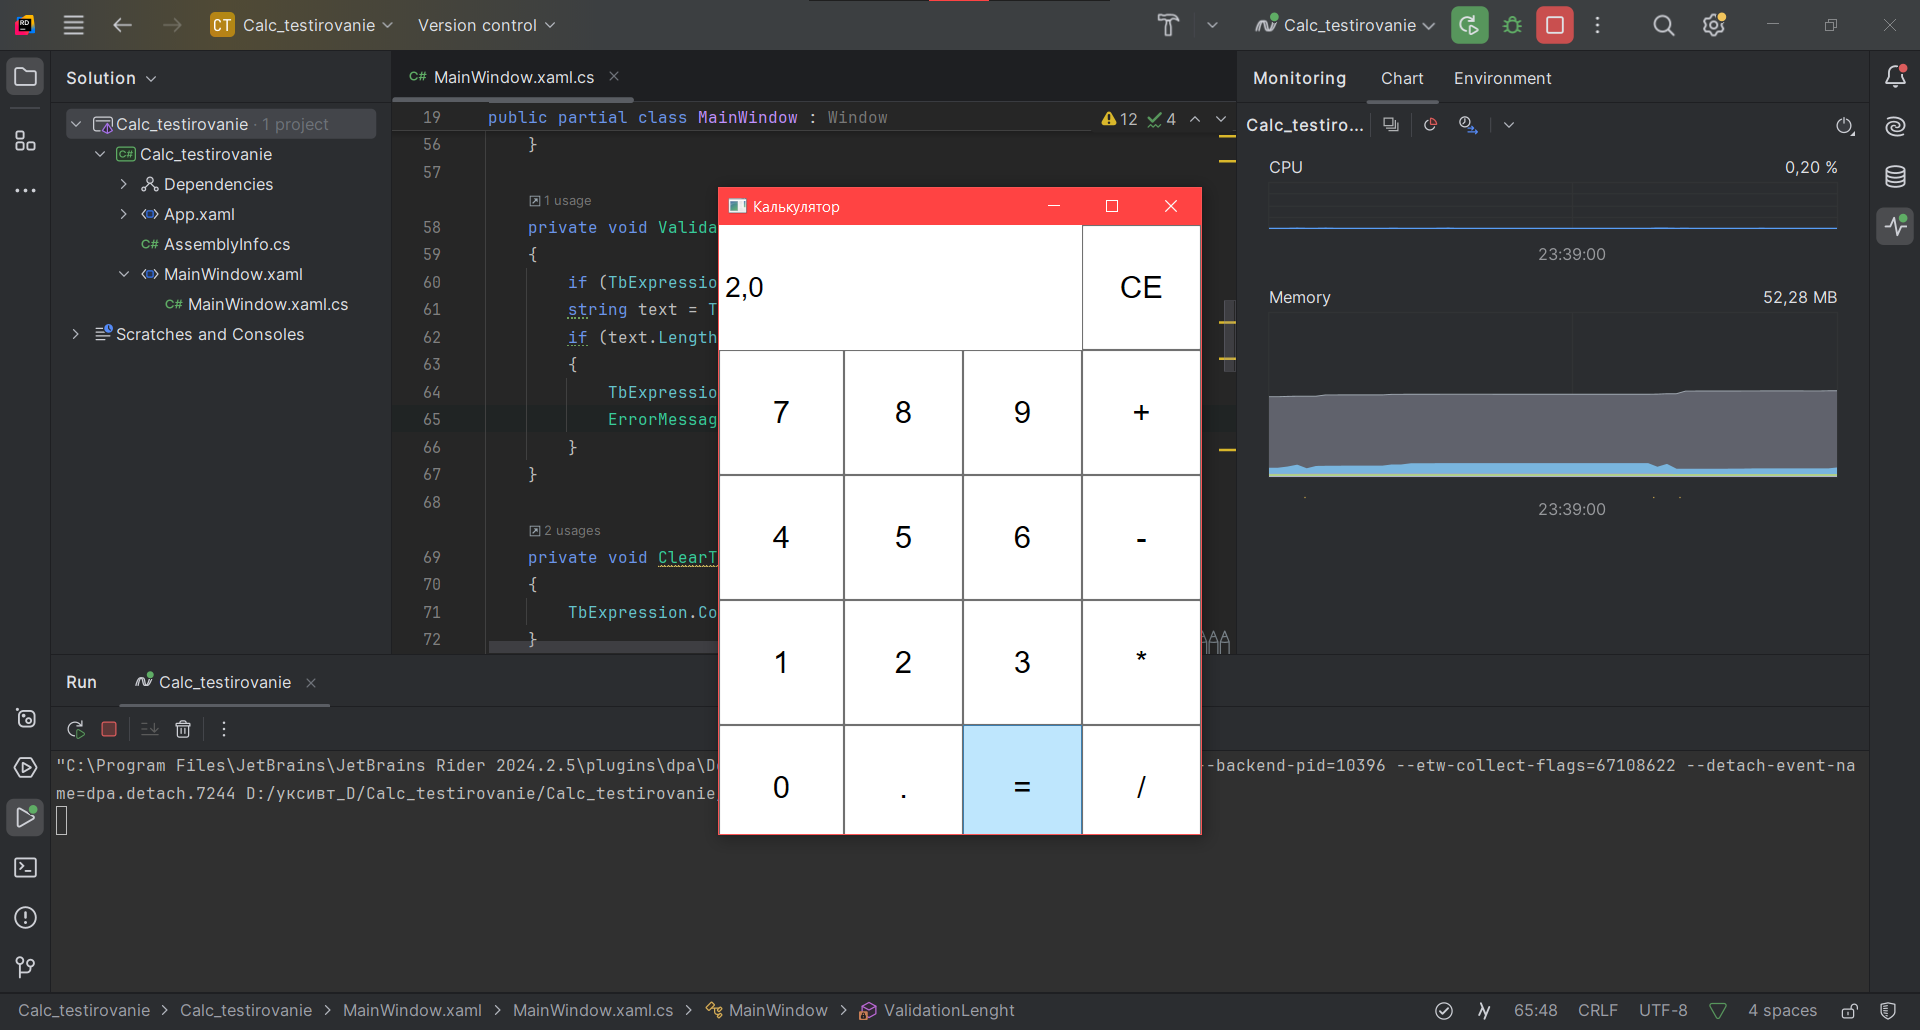 CT Calc_testirovanie Version control Calc_testirovanie
Solution
Calc_testirovanie · 1 project
Calc_testirovanie
Dependencies
App.xaml
C# AssemblyInfo.cs
MainWindow.xaml
C# MainWindow.xaml.cs
Scratches and Consoles
C# MainWindow.xaml.cs
19 public partial class MainWindow : Window
12 4
56 }
57
1 usage
58 private void Valida
59 {
60 if (TbExpressio
61 string text = T
62 if (text.Length
63 {
64 TbExpressio
65 ErrorMessag
66 }
67 }
68
2 usages
69 private void ClearT
70 {
71 TbExpression.Co
72 }
Калькулятор
2,0 CE
7 8 9 +
4 5 6 -
1 2 3 *
0 . = /
Monitoring Chart Environment
Calc_testiro...
CPU 0,20 %
23:39:00
Memory 52,28 MB
23:39:00
Run Calc_testirovanie
"C:\Program Files\JetBrains\JetBrains Rider 2024.2.5\plugins\dpa\D --backend-pid=10396 --etw-collect-flags=67108622 --detach-event-na
me=dpa.detach.7244 D:/уксивт_D/Calc_testirovanie/Calc_testirovanie
Calc_testirovanie > Calc_testirovanie > MainWindow.xaml > MainWindow.xaml.cs > MainWindow > ValidationLenght
65:48 CRLF UTF-8 4 spaces